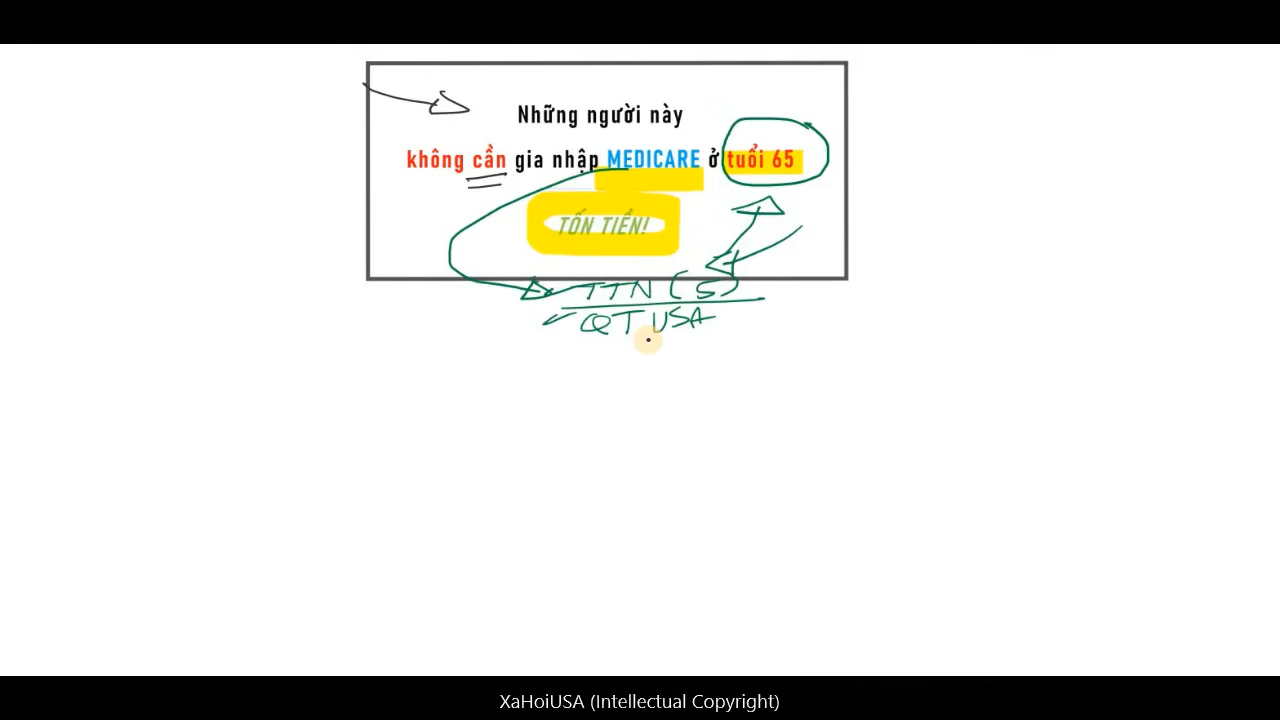 Những người này
không cần gia nhập MEDICARE ở tuổi 65
TỐN TIỀN!
TTN (5)
QT USA
XaHoiUSA (Intellectual Copyright)